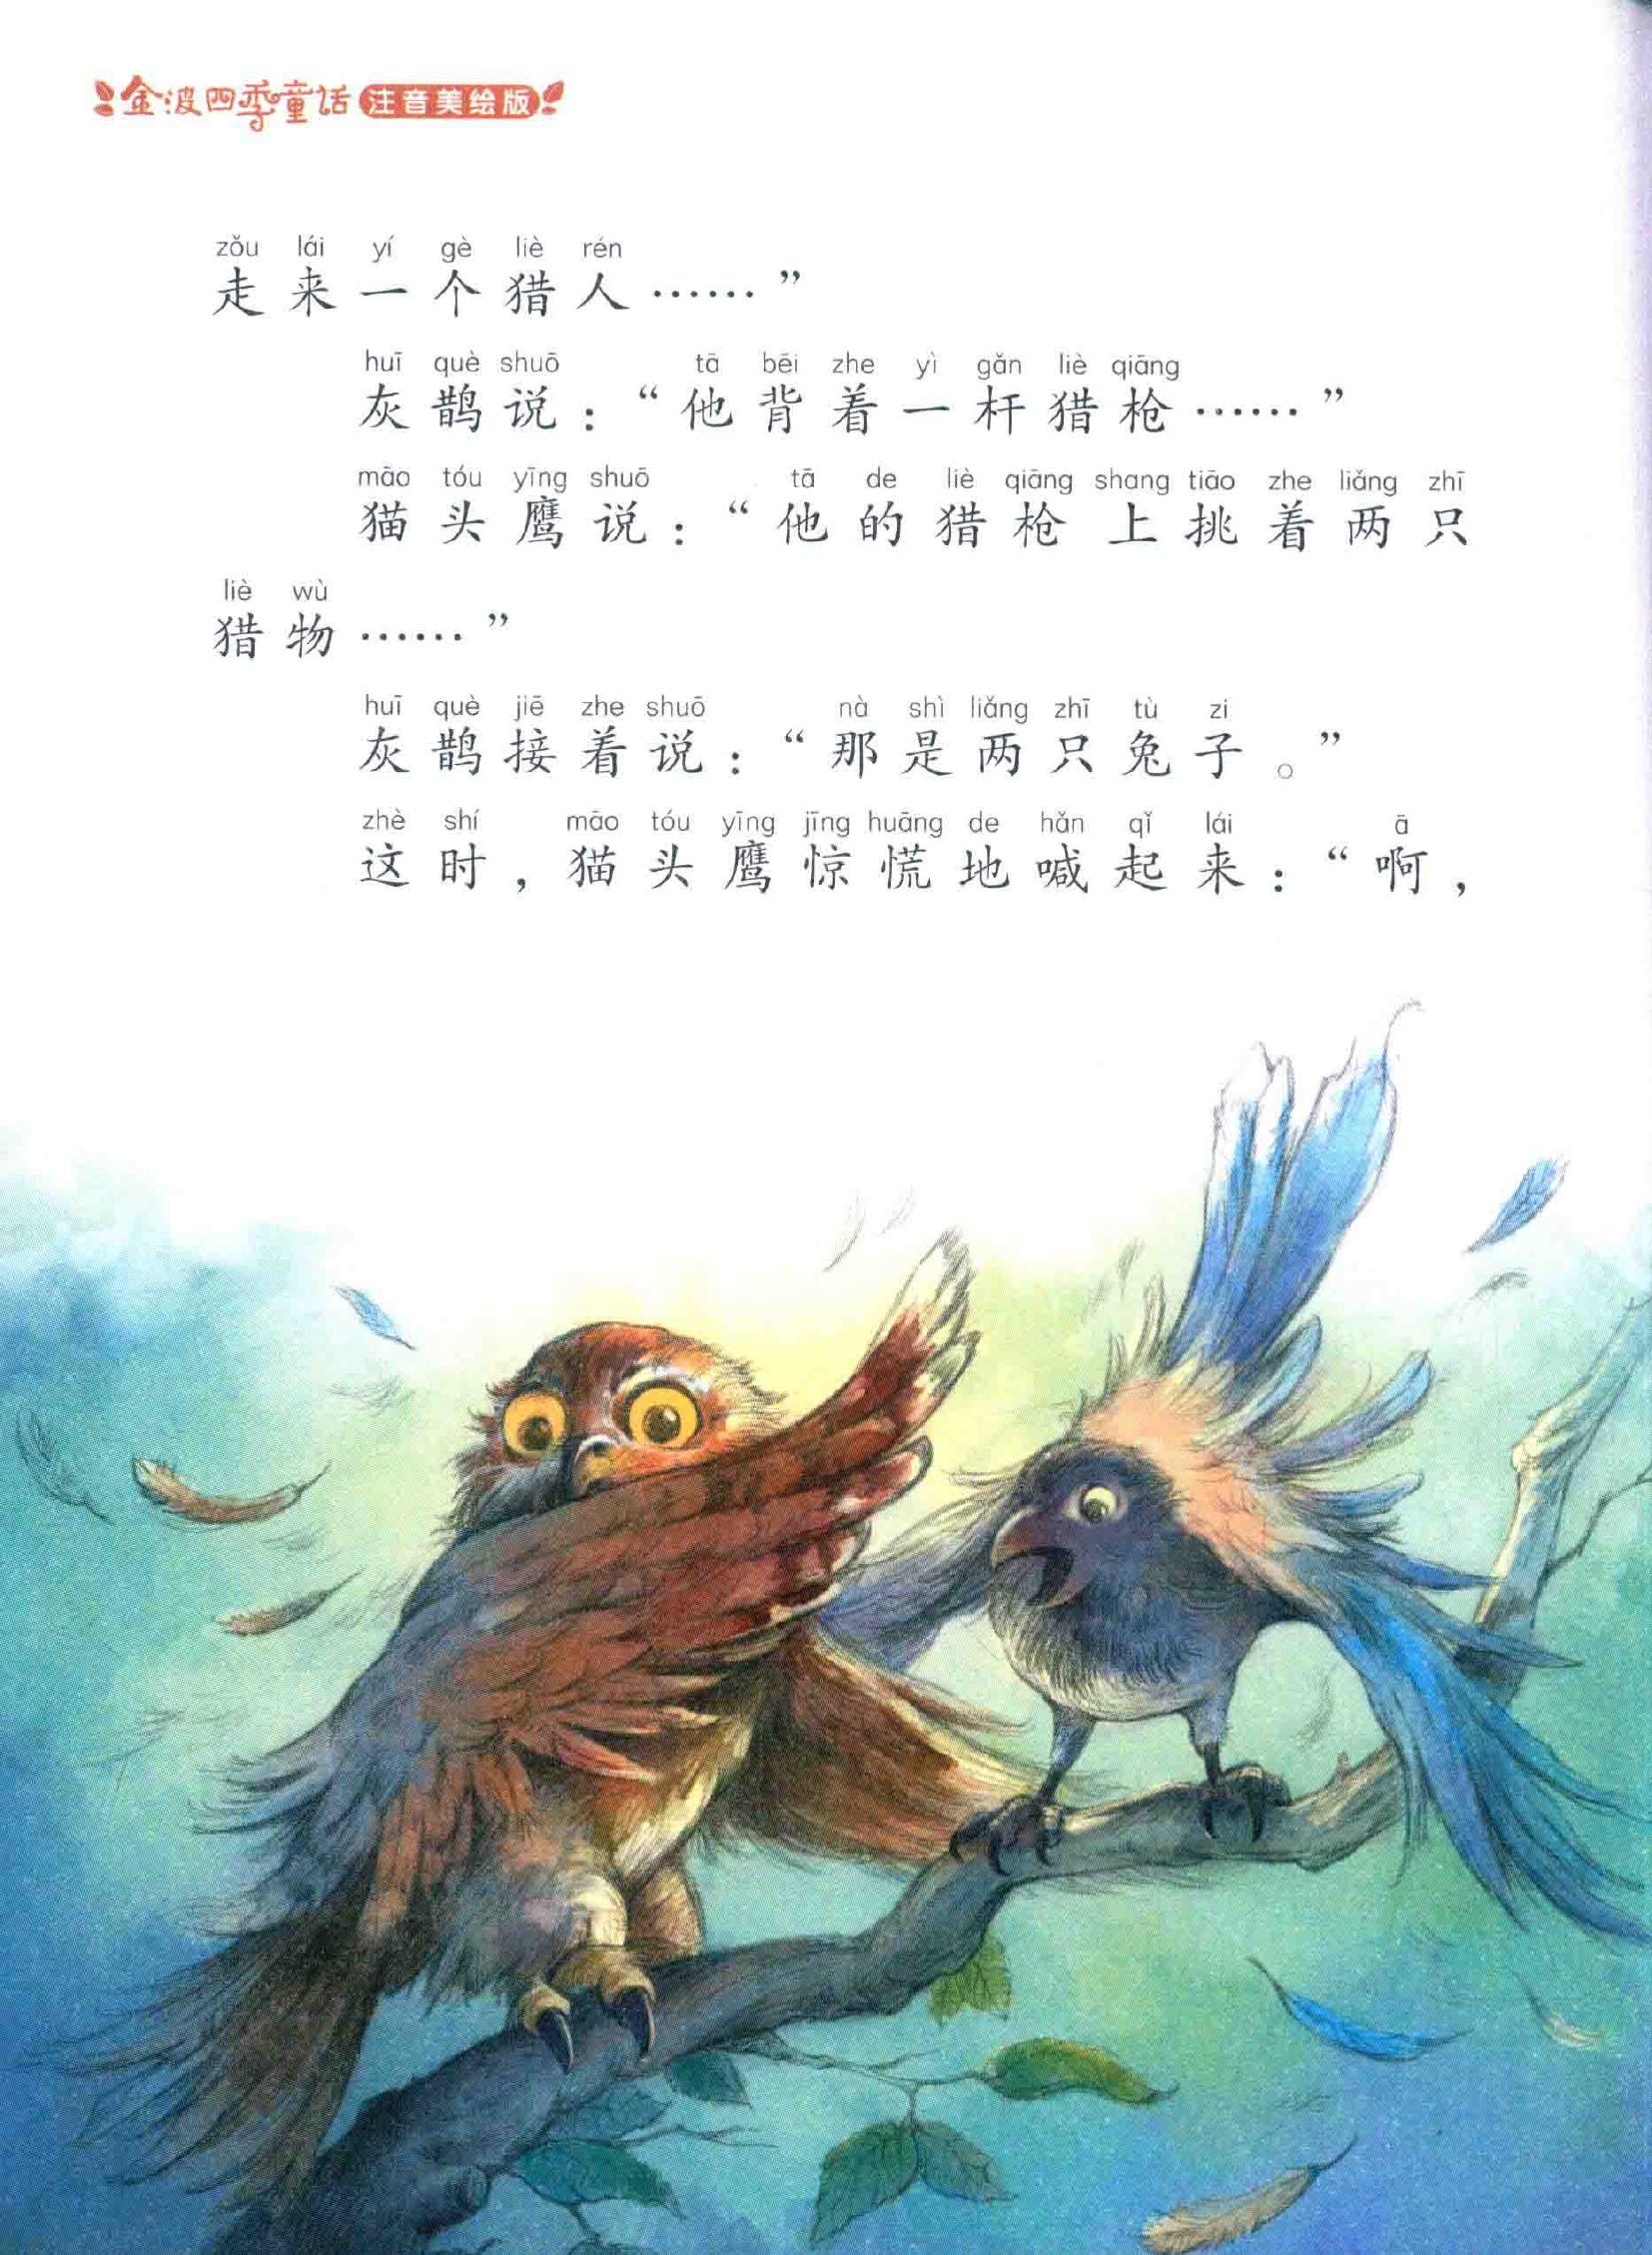 金波四季童话 注音美绘版
zǒu lái yí gè liè rén
走来一个猎人……”
huī què shuō tā bēi zhe yì gǎn liè qiāng
灰鹊说：“他背着一杆猎枪……”
māo tóu yīng shuō tā de liè qiāng shang tiāo zhe liǎng zhī
猫头鹰说：“他的猎枪上挑着两只
liè wù
猎物……”
huī què jiē zhe shuō nà shì liǎng zhī tù zi
灰鹊接着说：“那是两只兔子。”
zhè shí māo tóu yīng jīng huāng de hǎn qǐ lái ā
这时，猫头鹰惊慌地喊起来：“啊，